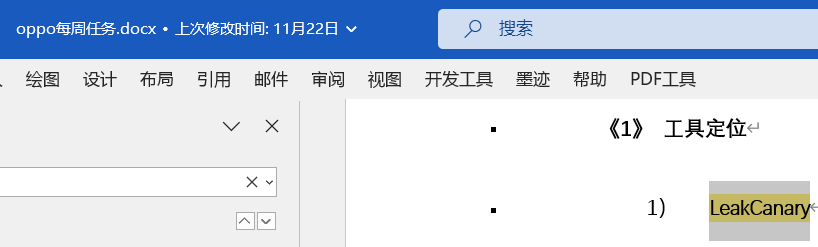 oppo每周任务.docx • 上次修改时间: 11月22日
搜索
绘图 设计 布局 引用 邮件 审阅 视图 开发工具 墨迹 帮助 PDF工具
《1》 工具定位
1) LeakCanary